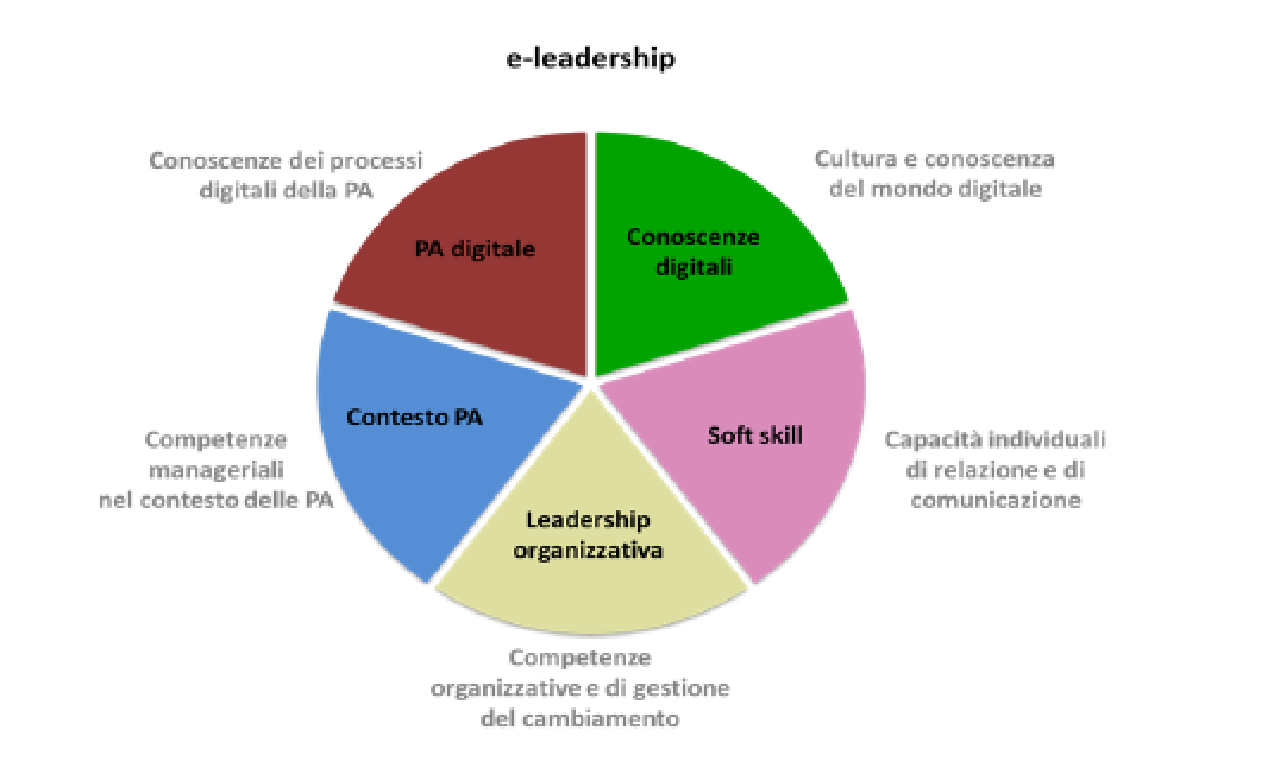 e-leadership
Conoscenze dei processi
digitali della PA
Cultura e conoscenza
del mondo digitale
PA digitale
Conoscenze
digitali
Contesto PA
Soft skill
Competenze
manageriali
nel contesto delle PA
Capacità individuali
di relazione e di
comunicazione
Leadership
organizzativa
Competenze
organizzative e di gestione
del cambiamento